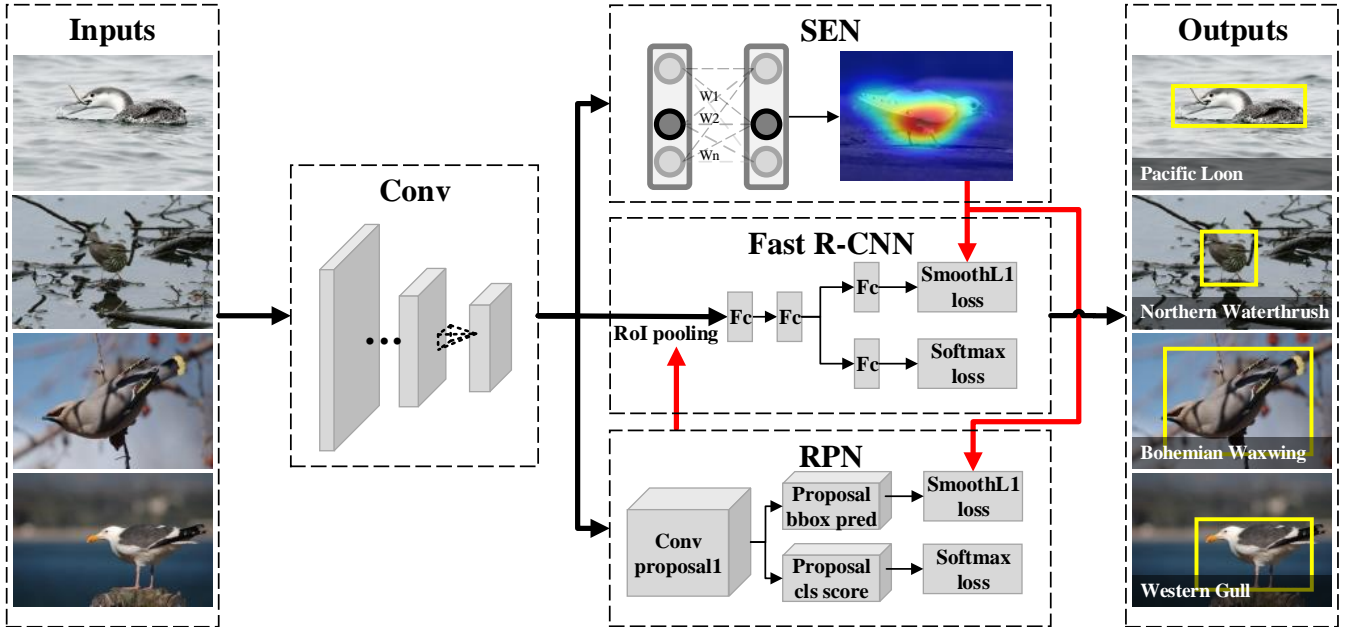 Inputs
Conv
SEN
W1
W2
Wn
Fast R-CNN
RoI pooling
Fc
Fc
Fc
SmoothL1
loss
Fc
Softmax
loss
RPN
Conv
proposal1
Proposal
bbox pred
SmoothL1
loss
Proposal
cls score
Softmax
loss
Outputs
Pacific Loon
Northern Waterthrush
Bohemian Waxwing
Western Gull